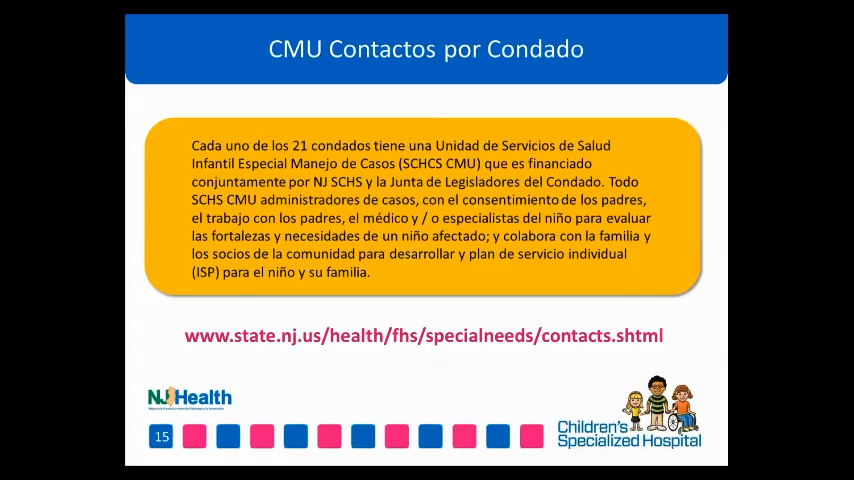 CMU Contactos por Condado
Cada uno de los 21 condados tiene una Unidad de Servicios de Salud
Infantil Especial Manejo de Casos (SCHCS CMU) que es financiado
conjuntamente por NJ SCHS y la Junta de Legisladores del Condado. Todo
SCHS CMU administradores de casos, con el consentimiento de los padres,
el trabajo con los padres, el médico y / o especialistas del niño para evaluar
las fortalezas y necesidades de un niño afectado; y colabora con la familia y
los socios de la comunidad para desarrollar y plan de servicio individual
(ISP) para el niño y su familia.
www.state.nj.us/health/fhs/specialneeds/contacts.shtml
NJ Health
15
Children's
Specialized Hospital